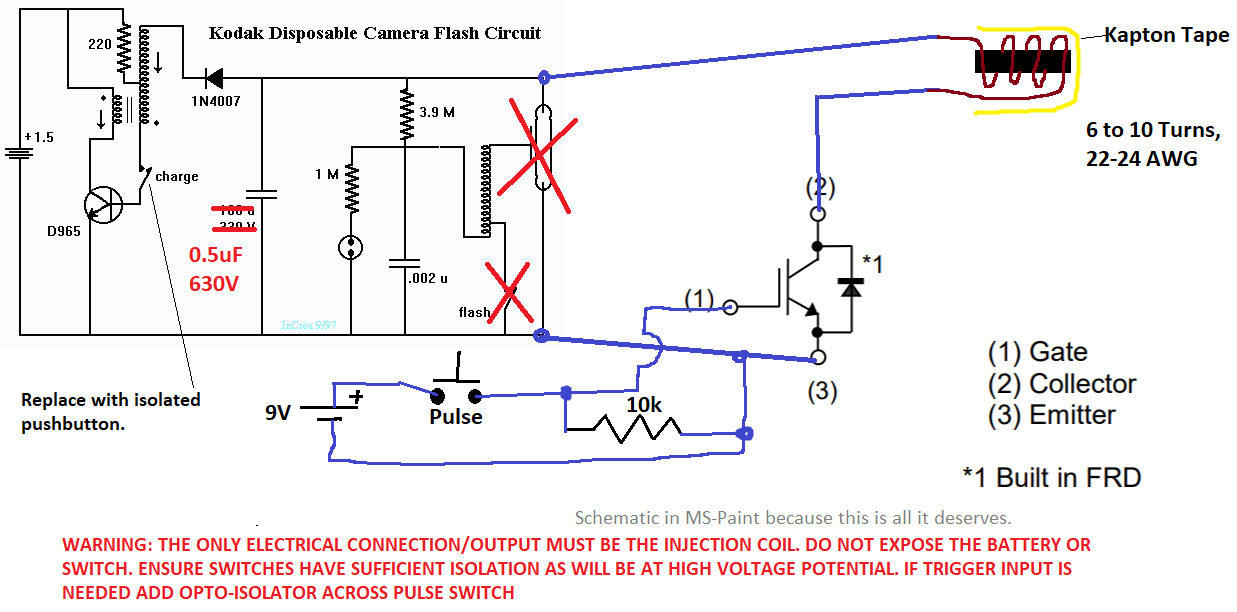 Kodak Disposable Camera Flash Circuit
Kapton Tape
220
1N4007
3.9 M
+1.5
6 to 10 Turns,
22-24 AWG
charge
1 M
(2)
D965
0.5uF
630V
.002 u
*1
(1)
flash
InCrea 9/97
(1) Gate
(2) Collector
(3) Emitter
(3)
Replace with isolated
pushbutton.
9V
+
Pulse
10k
*1 Built in FRD
Schematic in MS-Paint because this is all it deserves.
WARNING: THE ONLY ELECTRICAL CONNECTION/OUTPUT MUST BE THE INJECTION COIL. DO NOT EXPOSE THE BATTERY OR
SWITCH. ENSURE SWITCHES HAVE SUFFICIENT ISOLATION AS WILL BE AT HIGH VOLTAGE POTENTIAL. IF TRIGGER INPUT IS
NEEDED ADD OPTO-ISOLATOR ACROSS PULSE SWITCH